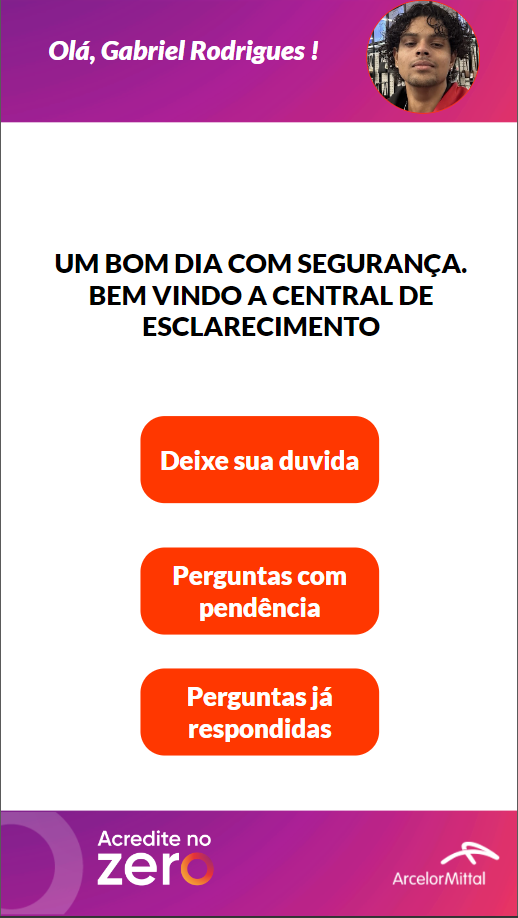 Olá, Gabriel Rodrigues !
UM BOM DIA COM SEGURANÇA.
BEM VINDO A CENTRAL DE
ESCLARECIMENTO
Deixe sua duvida
Perguntas com
pendência
Perguntas já
respondidas
Acredite no
zero
ArcelorMittal